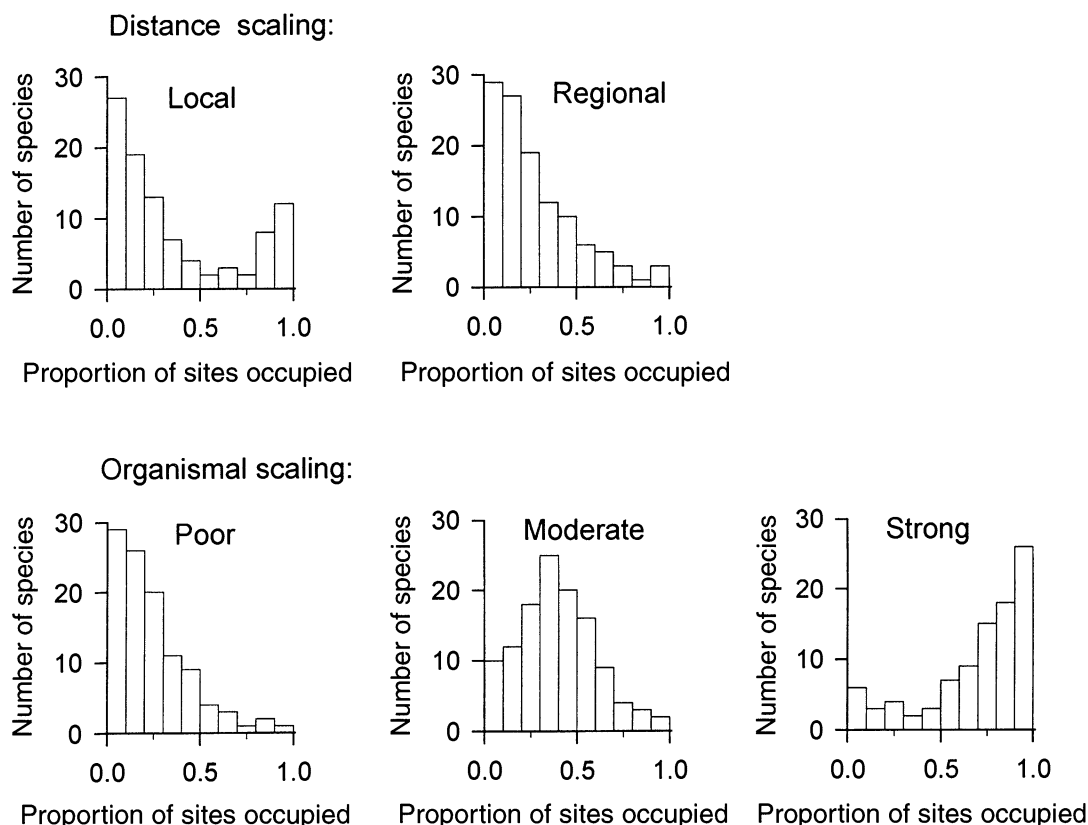 Distance scaling:
Local
Number of species
30
20
10
0
0.0 0.5 1.0
Proportion of sites occupied
Regional
Number of species
30
20
10
0
0.0 0.5 1.0
Proportion of sites occupied
Organismal scaling:
Poor
Number of species
30
20
10
0
0.0 0.5 1.0
Proportion of sites occupied
Moderate
Number of species
30
20
10
0
0.0 0.5 1.0
Proportion of sites occupied
Strong
Number of species
30
20
10
0
0.0 0.5 1.0
Proportion of sites occupied